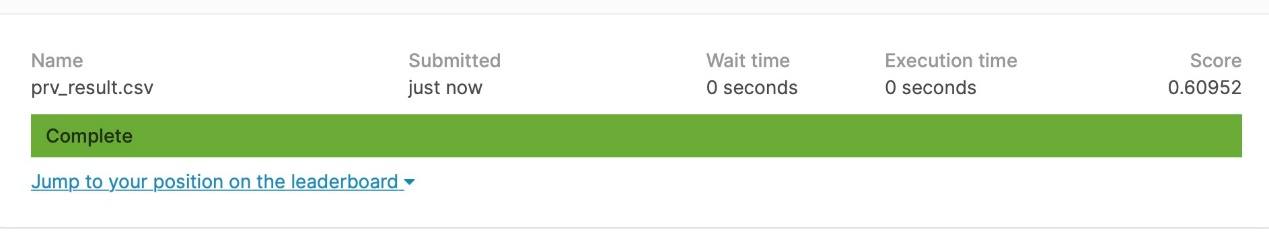 Name Submitted Wait time Execution time Score
prv_result.csv just now 0 seconds 0 seconds 0.60952
Complete
Jump to your position on the leaderboard